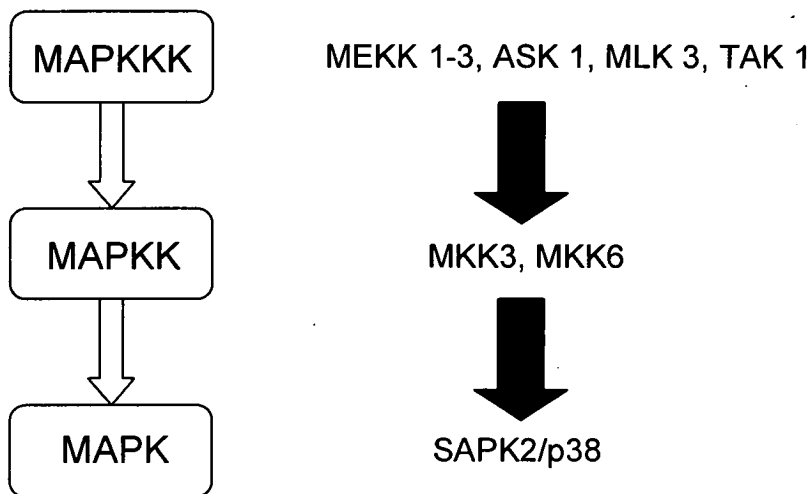 MAPKKK
MEKK 1-3, ASK 1, MLK 3, TAK 1
MAPKK
MKK3, MKK6
MAPK
SAPK2/p38